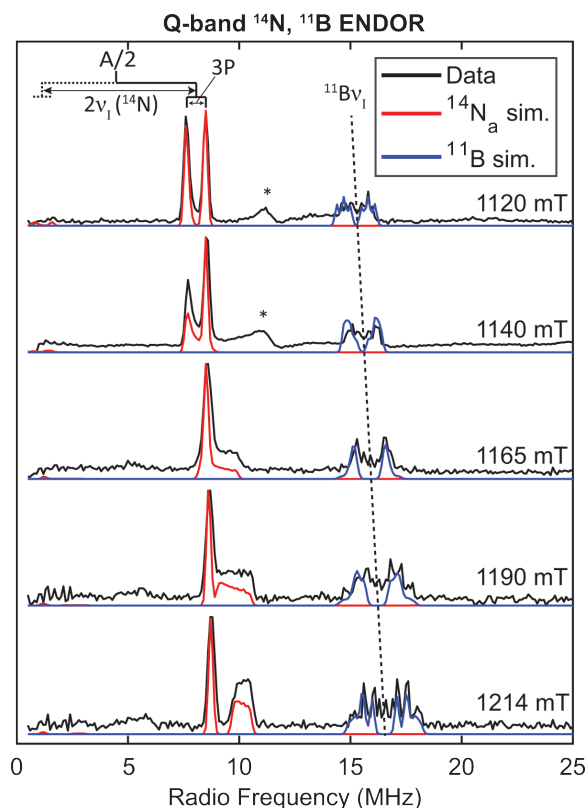 Q-band ¹⁴N, ¹¹B ENDOR
A/2
3P
2νI(¹⁴N)
¹¹BνI
Data
¹⁴Na sim.
¹¹B sim.
*
1120 mT
*
1140 mT
1165 mT
1190 mT
1214 mT
0 5 10 15 20 25
Radio Frequency (MHz)